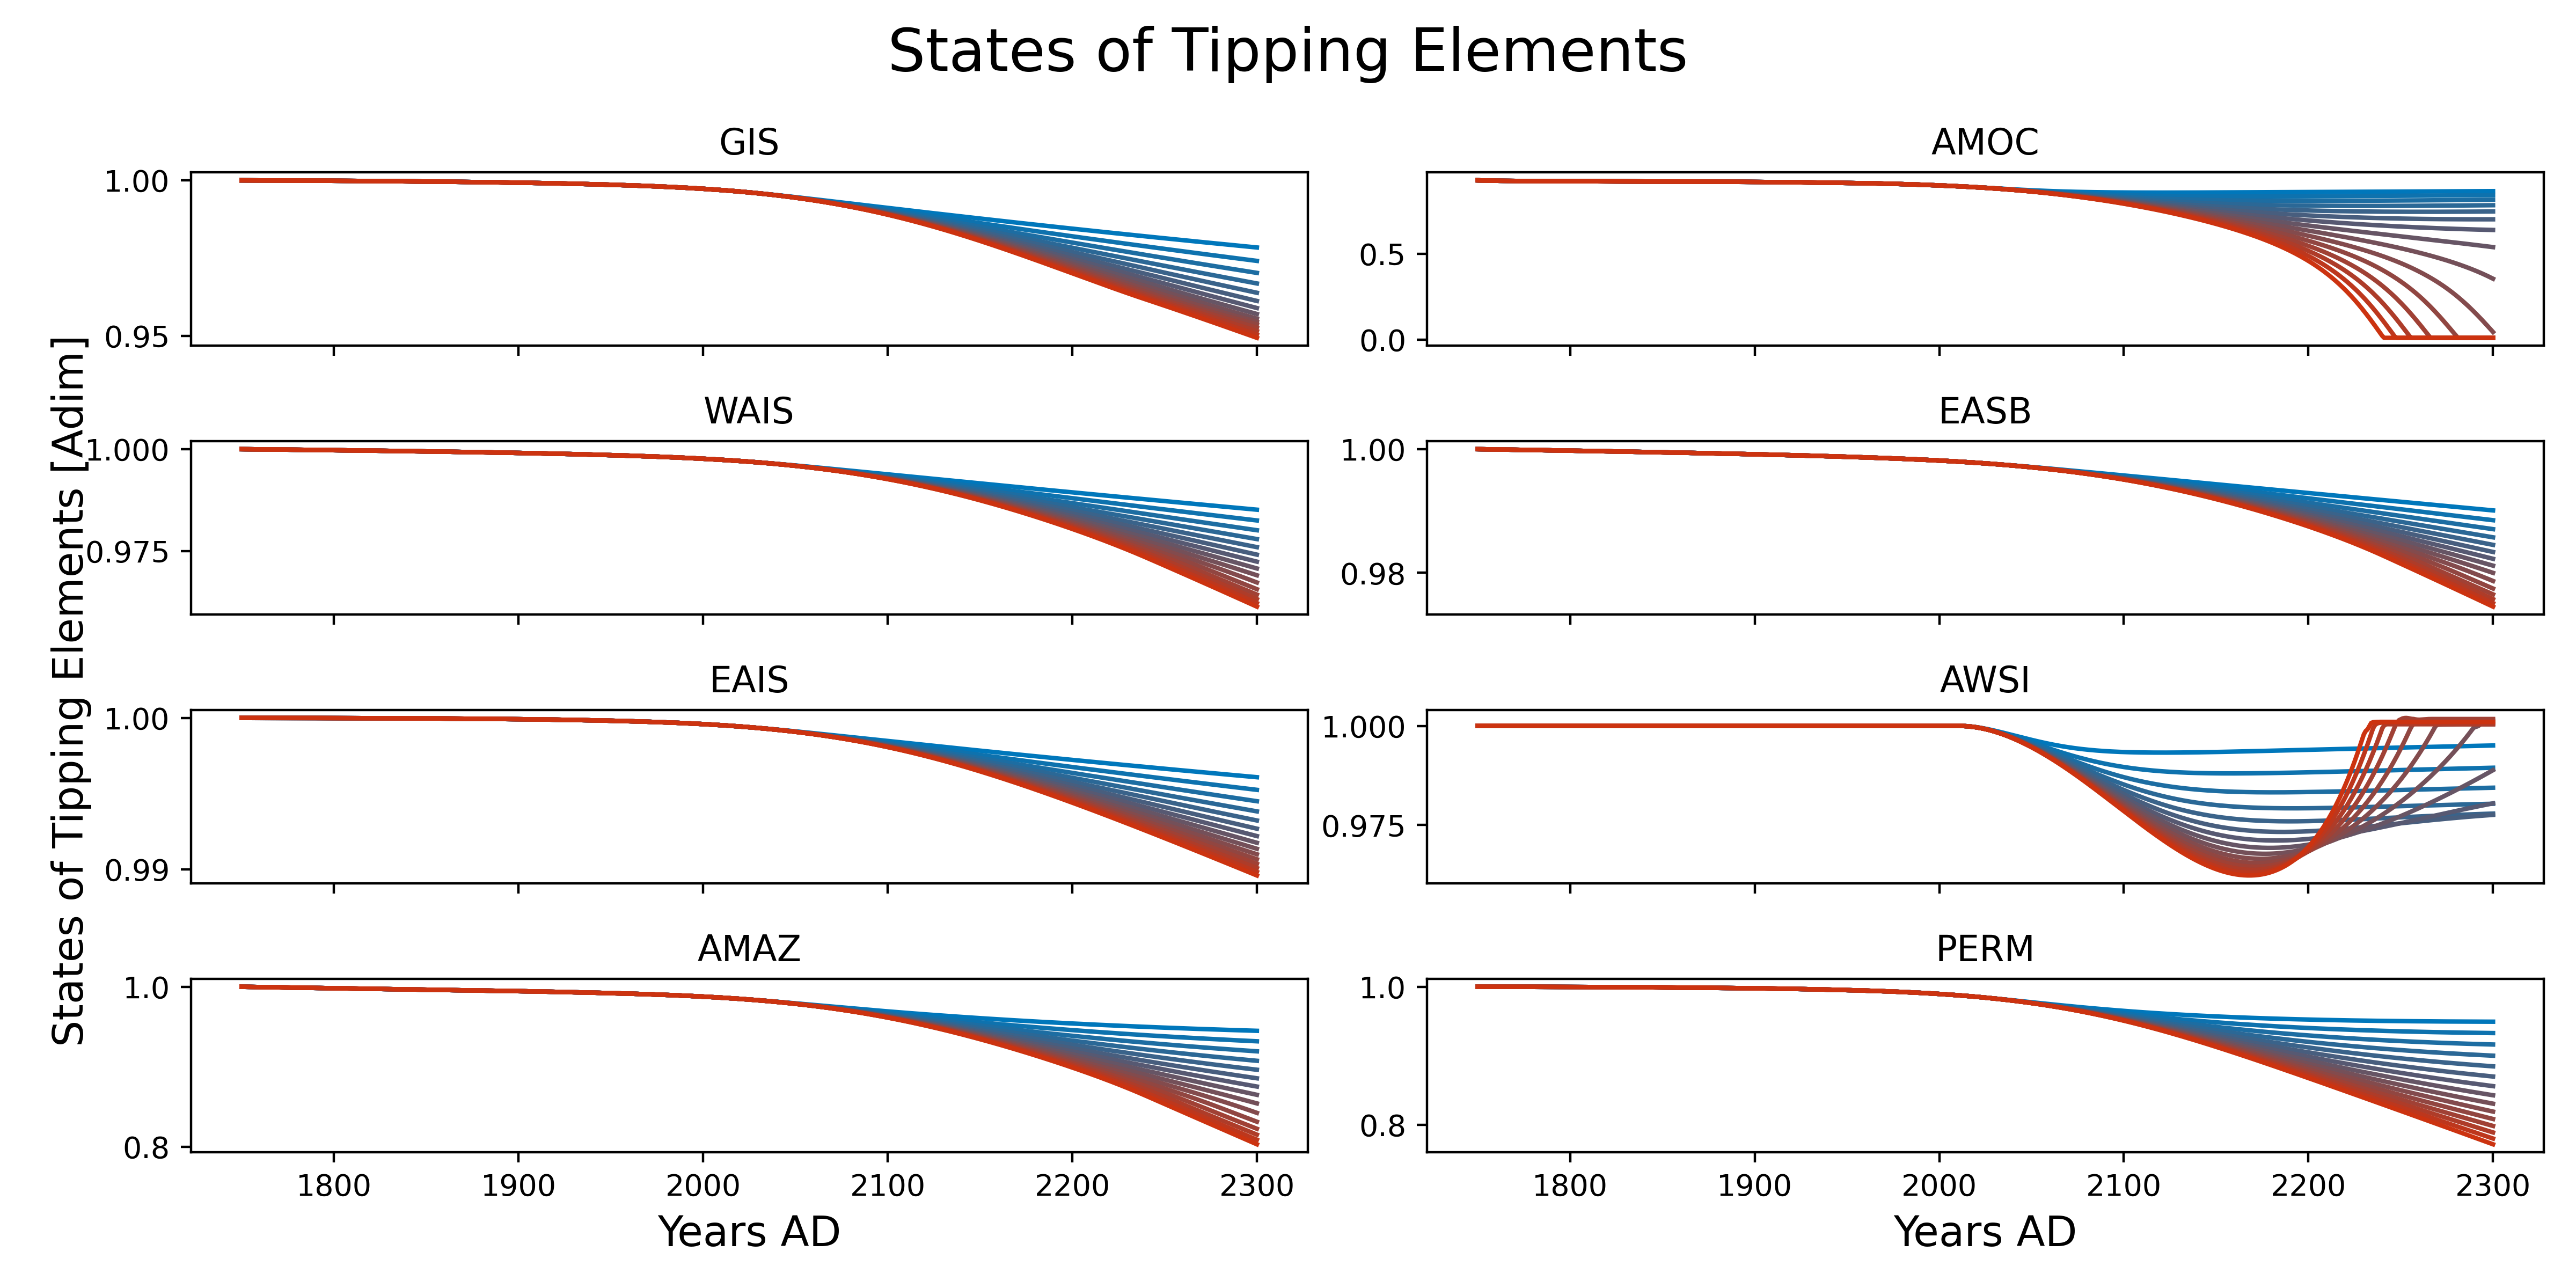 States of Tipping Elements
States of Tipping Elements [Adim]
GIS
1.00
0.95
AMOC
0.5
0.0
WAIS
1.000
0.975
EASB
1.00
0.98
EAIS
1.00
0.99
AWSI
1.000
0.975
AMAZ
1.0
0.8
1800 1900 2000 2100 2200 2300
Years AD
PERM
1.0
0.8
1800 1900 2000 2100 2200 2300
Years AD